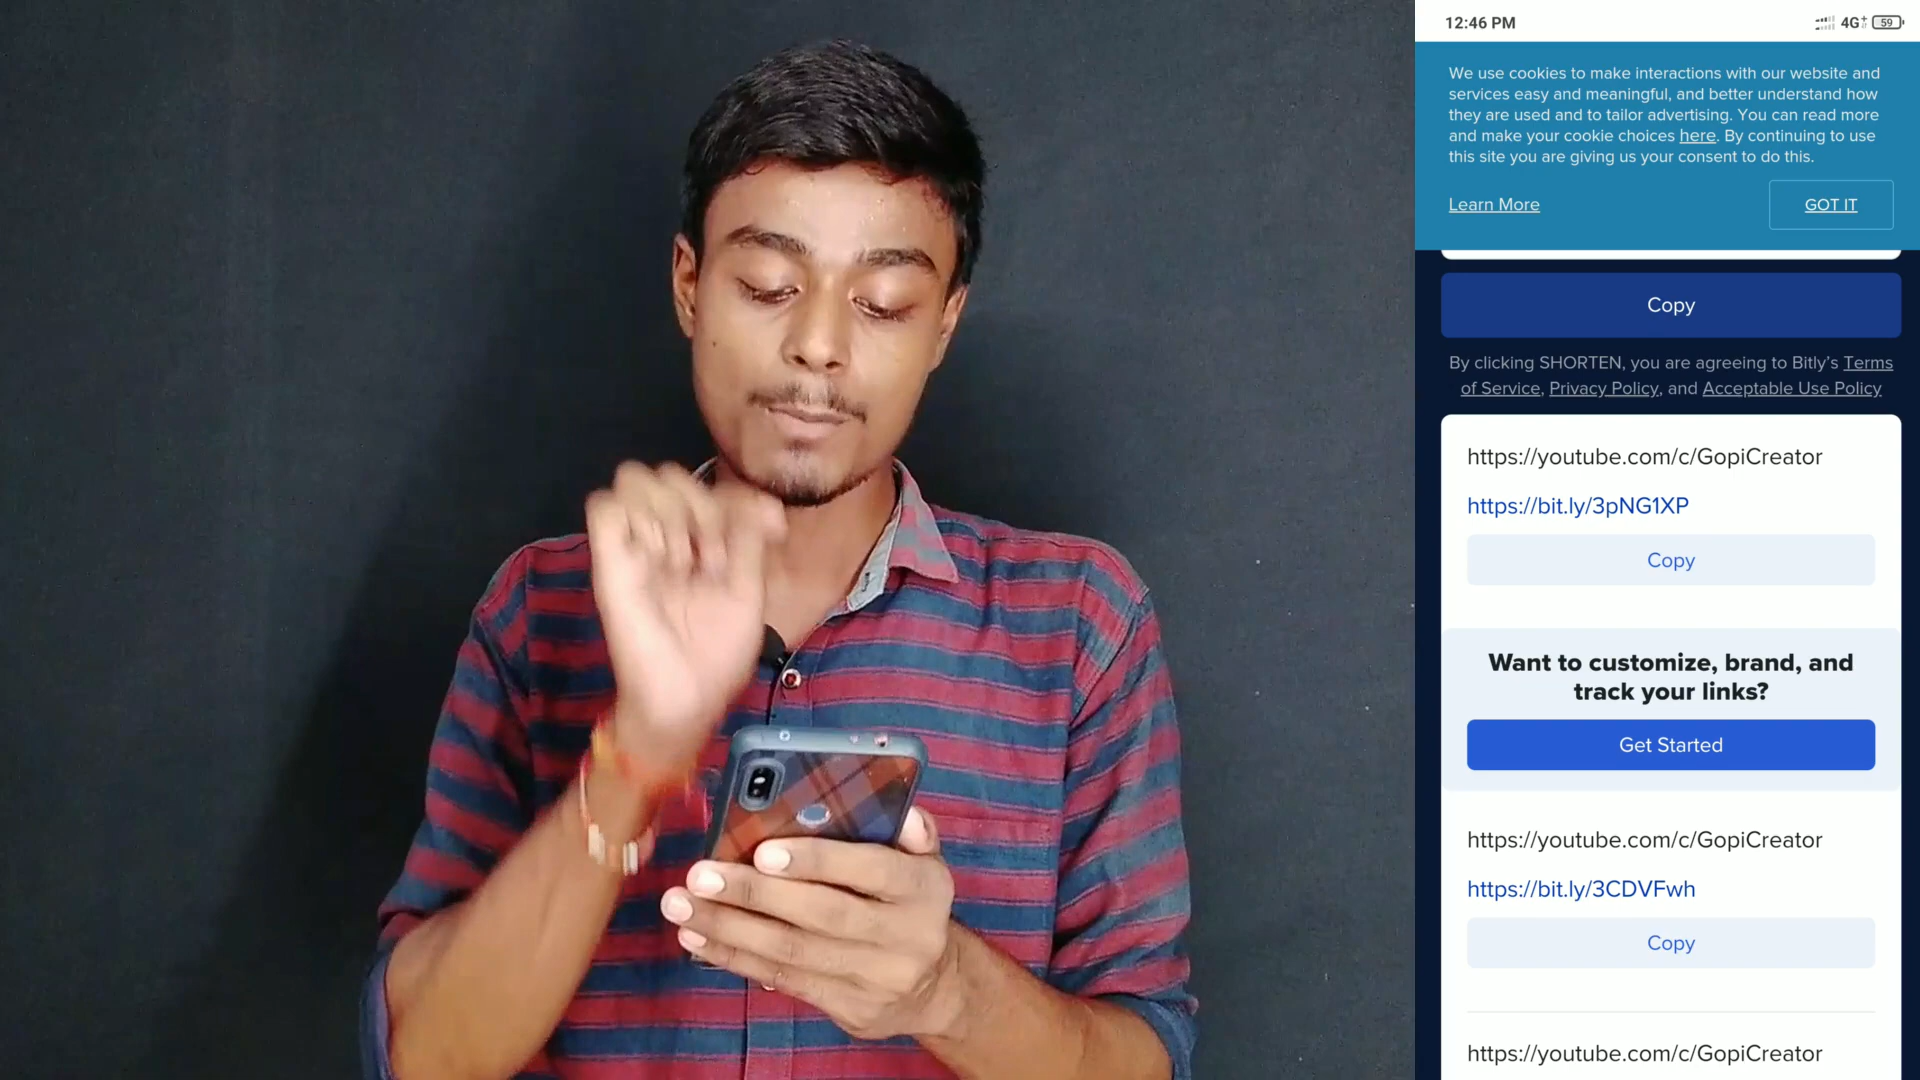 12:46 PM
4G+
59
We use cookies to make interactions with our website and
services easy and meaningful, and better understand how
they are used and to tailor advertising. You can read more
and make your cookie choices here. By continuing to use
this site you are giving us your consent to do this.
Learn More
GOT IT
Copy
By clicking SHORTEN, you are agreeing to Bitly's Terms
of Service, Privacy Policy, and Acceptable Use Policy
https://youtube.com/c/GopiCreator
https://bit.ly/3pNG1XP
Copy
Want to customize, brand, and
track your links?
Get Started
https://youtube.com/c/GopiCreator
https://bit.ly/3CDVFwh
Copy
https://youtube.com/c/GopiCreator